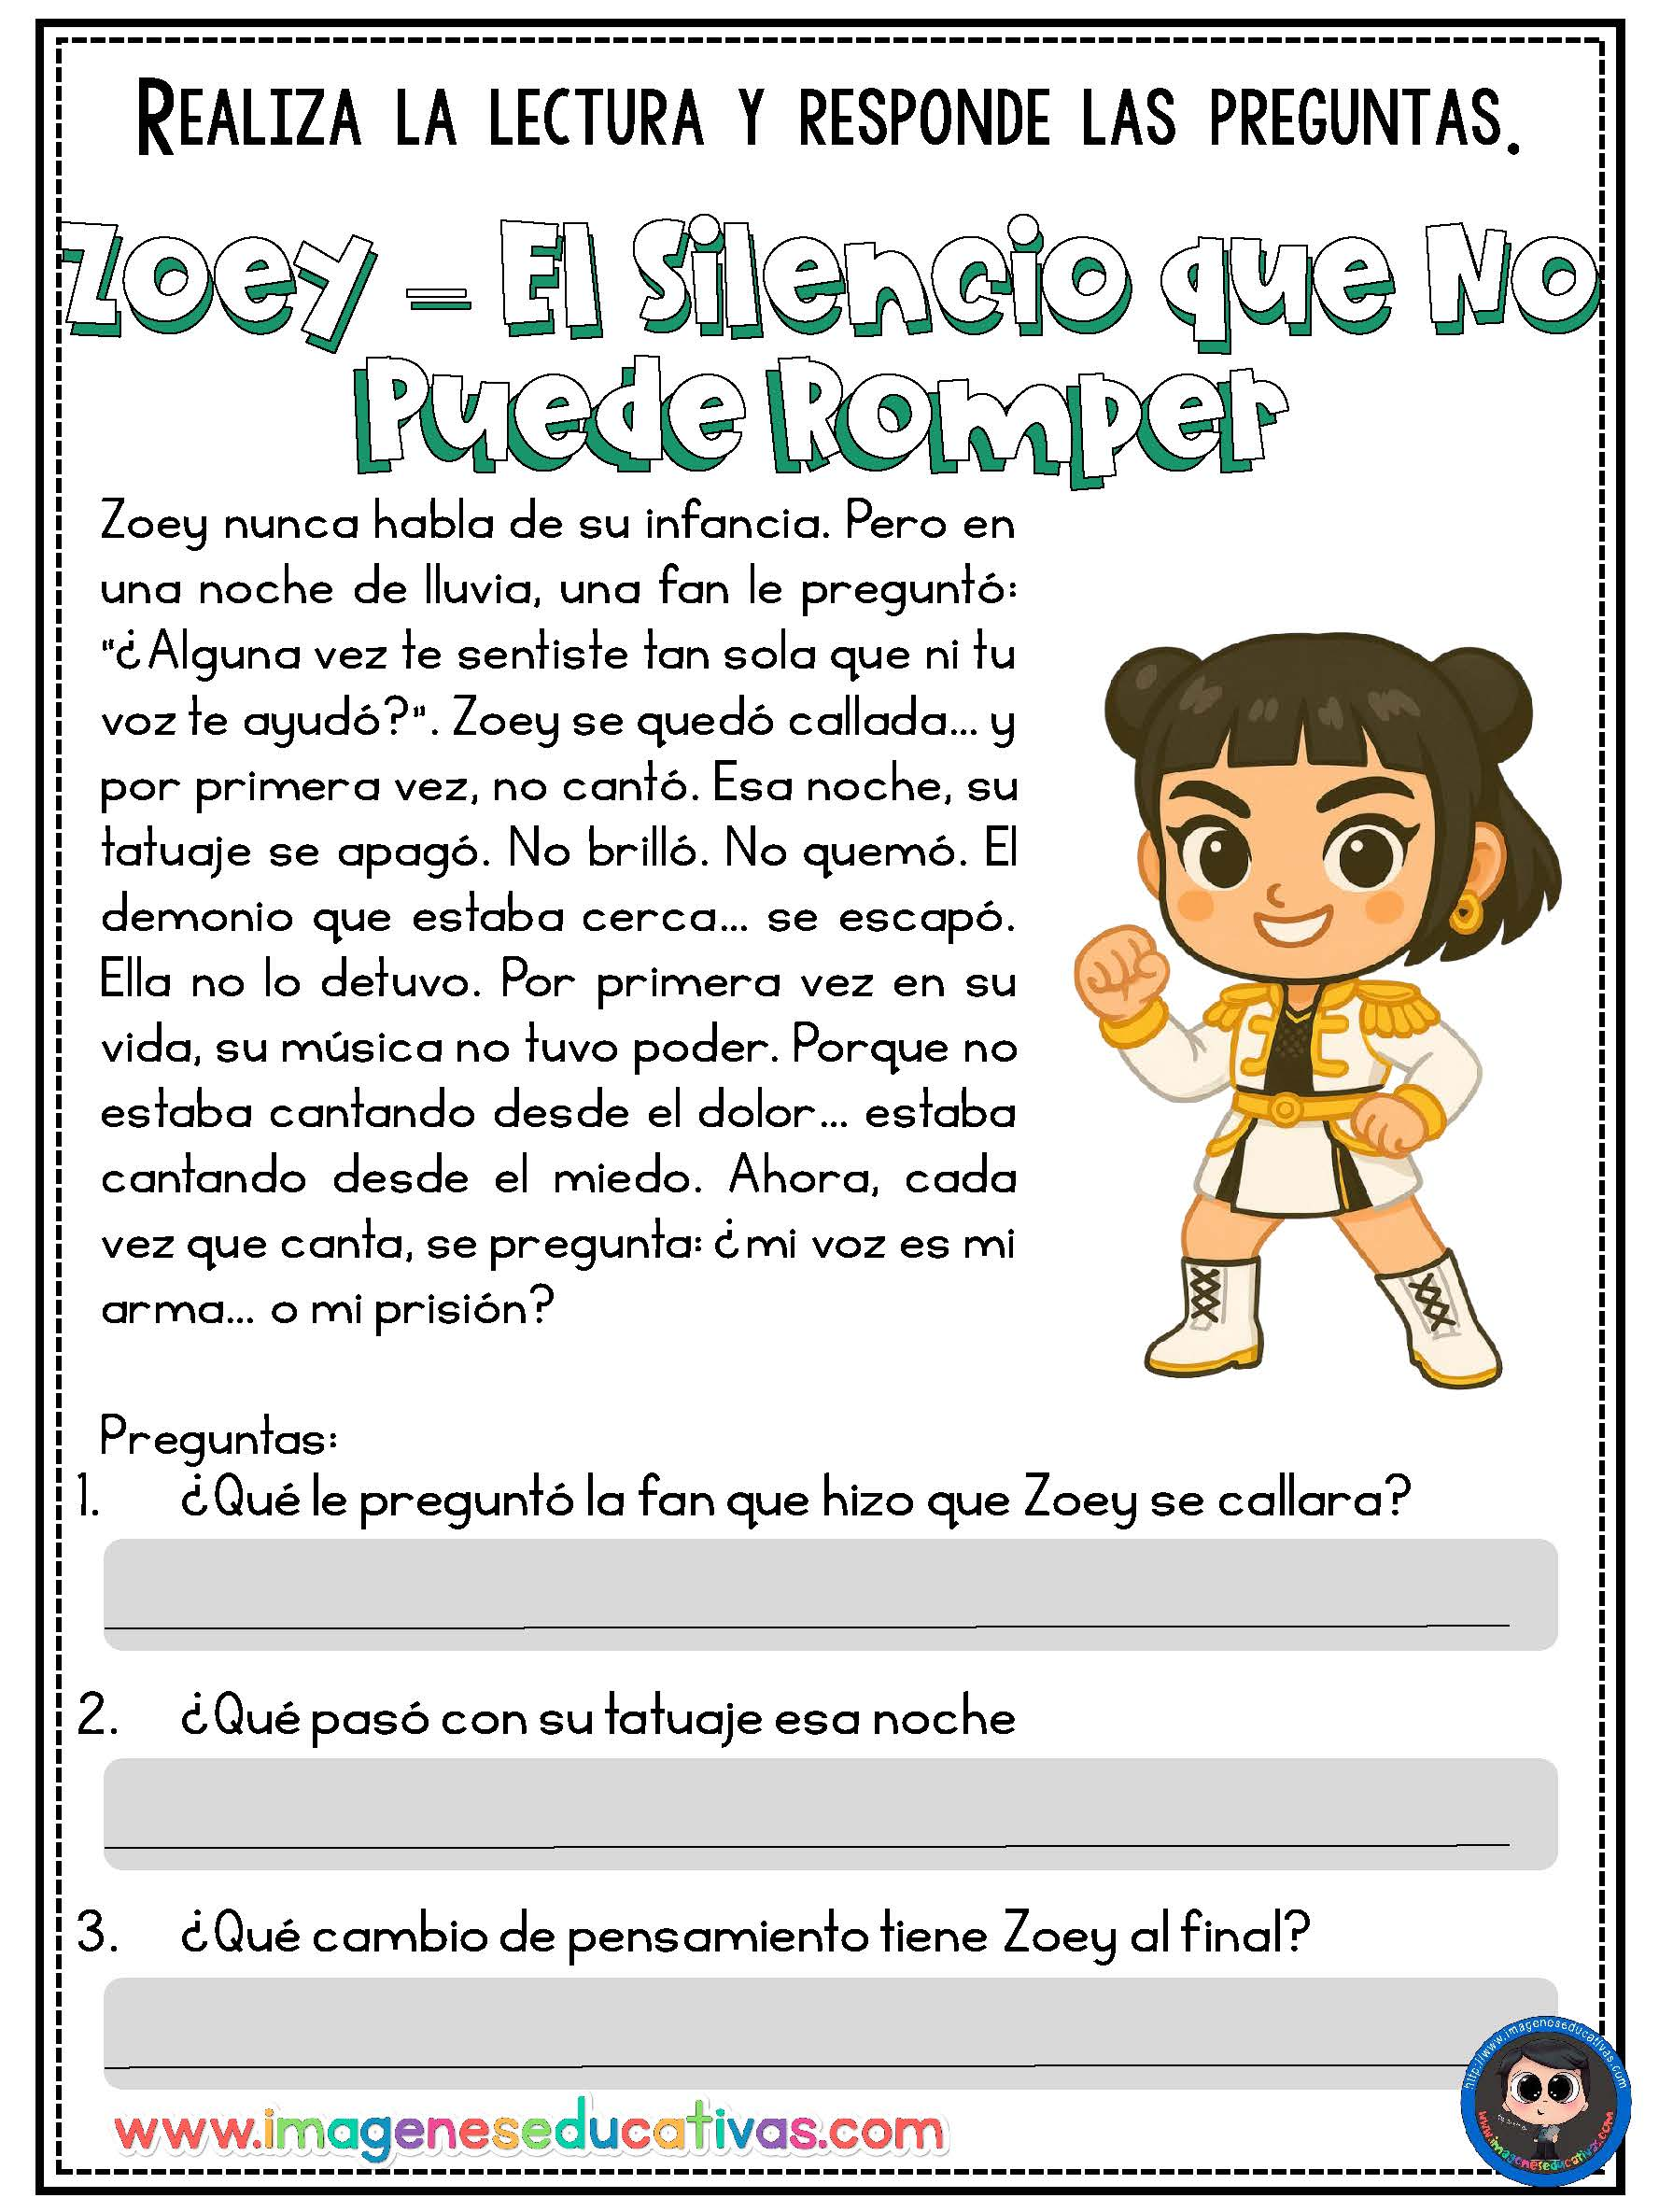 REALIZA LA LECTURA Y RESPONDE LAS PREGUNTAS.
Zoey - El Silencio que No
Puede Romper
Zoey nunca habla de su infancia. Pero en
una noche de lluvia, una fan le preguntó:
"¿Alguna vez te sentiste tan sola que ni tu
voz te ayudó?". Zoey se quedó callada... y
por primera vez, no cantó. Esa noche, su
tatuaje se apagó. No brilló. No quemó. El
demonio que estaba cerca... se escapó.
Ella no lo detuvo. Por primera vez en su
vida, su música no tuvo poder. Porque no
estaba cantando desde el dolor... estaba
cantando desde el miedo. Ahora, cada
vez que canta, se pregunta: ¿mi voz es mi
arma... o mi prisión?
Preguntas:
1. ¿Qué le preguntó la fan que hizo que Zoey se callara?
2. ¿Qué pasó con su tatuaje esa noche
3. ¿Qué cambio de pensamiento tiene Zoey al final?
www.imageneseducativas.com
http://www.imageneseducativas.com
www.imageneseducativas.com